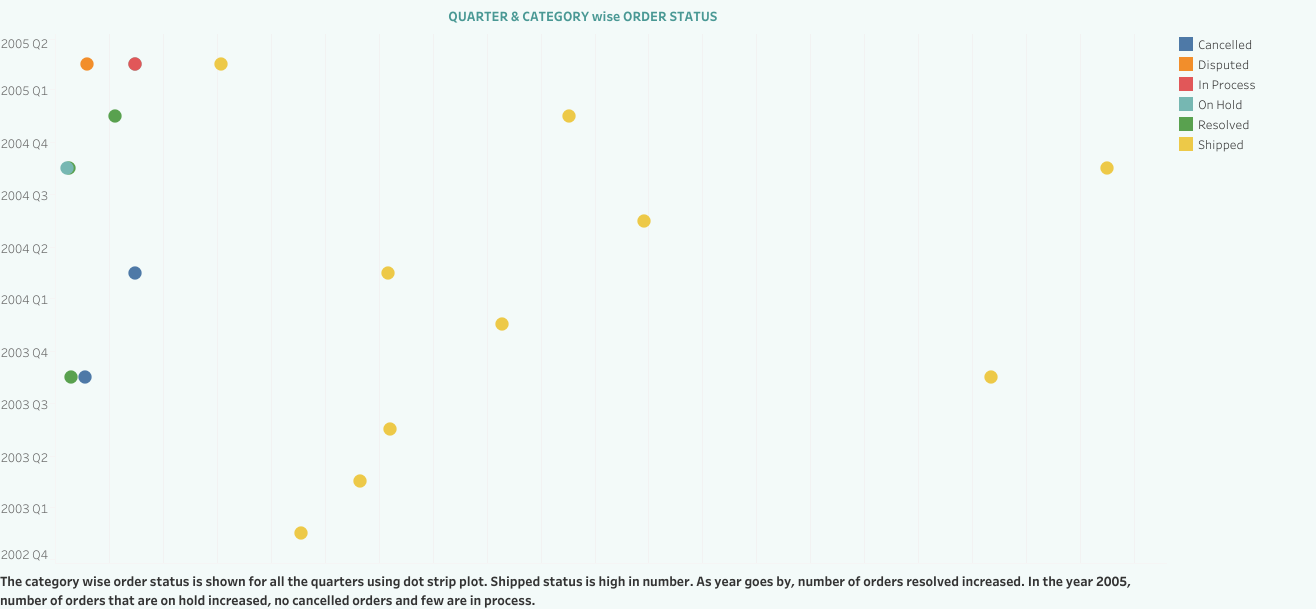 QUARTER & CATEGORY wise ORDER STATUS
2005 Q2
2005 Q1
2004 Q4
2004 Q3
2004 Q2
2004 Q1
2003 Q4
2003 Q3
2003 Q2
2003 Q1
2002 Q4
Cancelled
Disputed
In Process
On Hold
Resolved
Shipped
The category wise order status is shown for all the quarters using dot strip plot. Shipped status is high in number. As year goes by, number of orders resolved increased. In the year 2005,
number of orders that are on hold increased, no cancelled orders and few are in process.